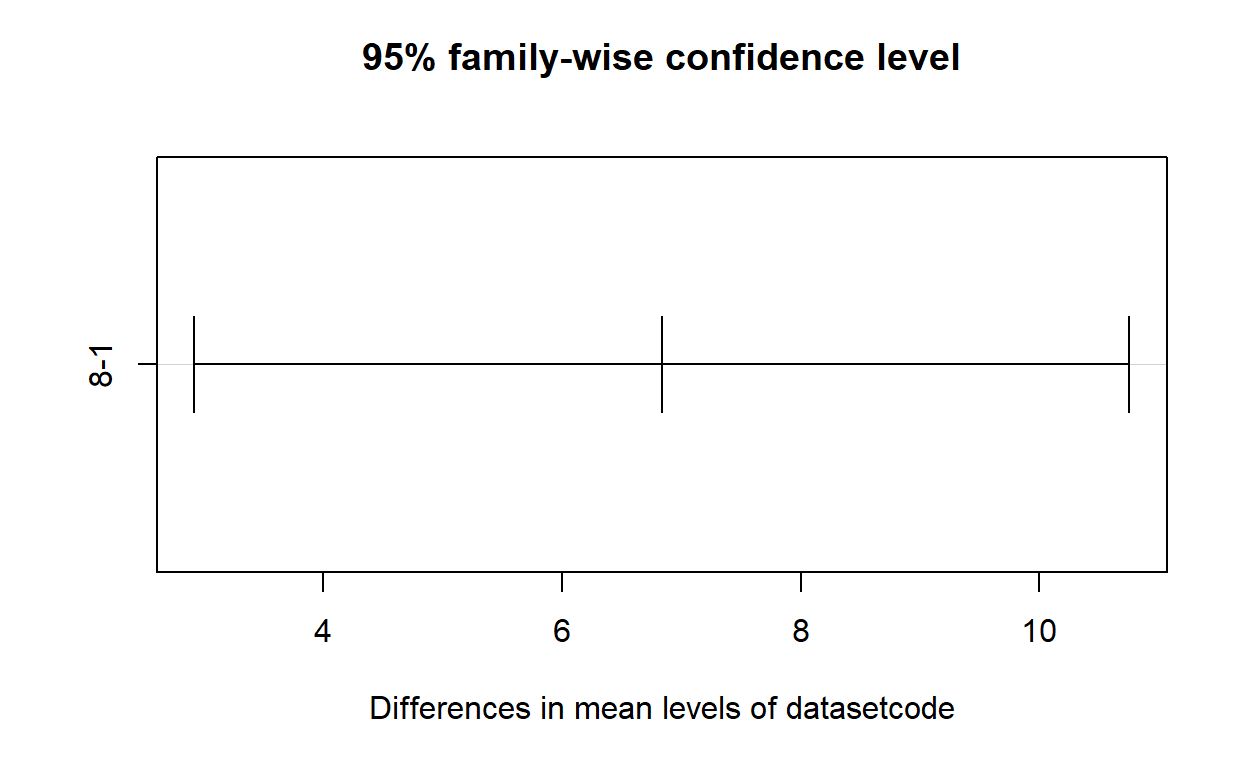 95% family-wise confidence level
8-1
4 6 8 10
Differences in mean levels of datasetcode